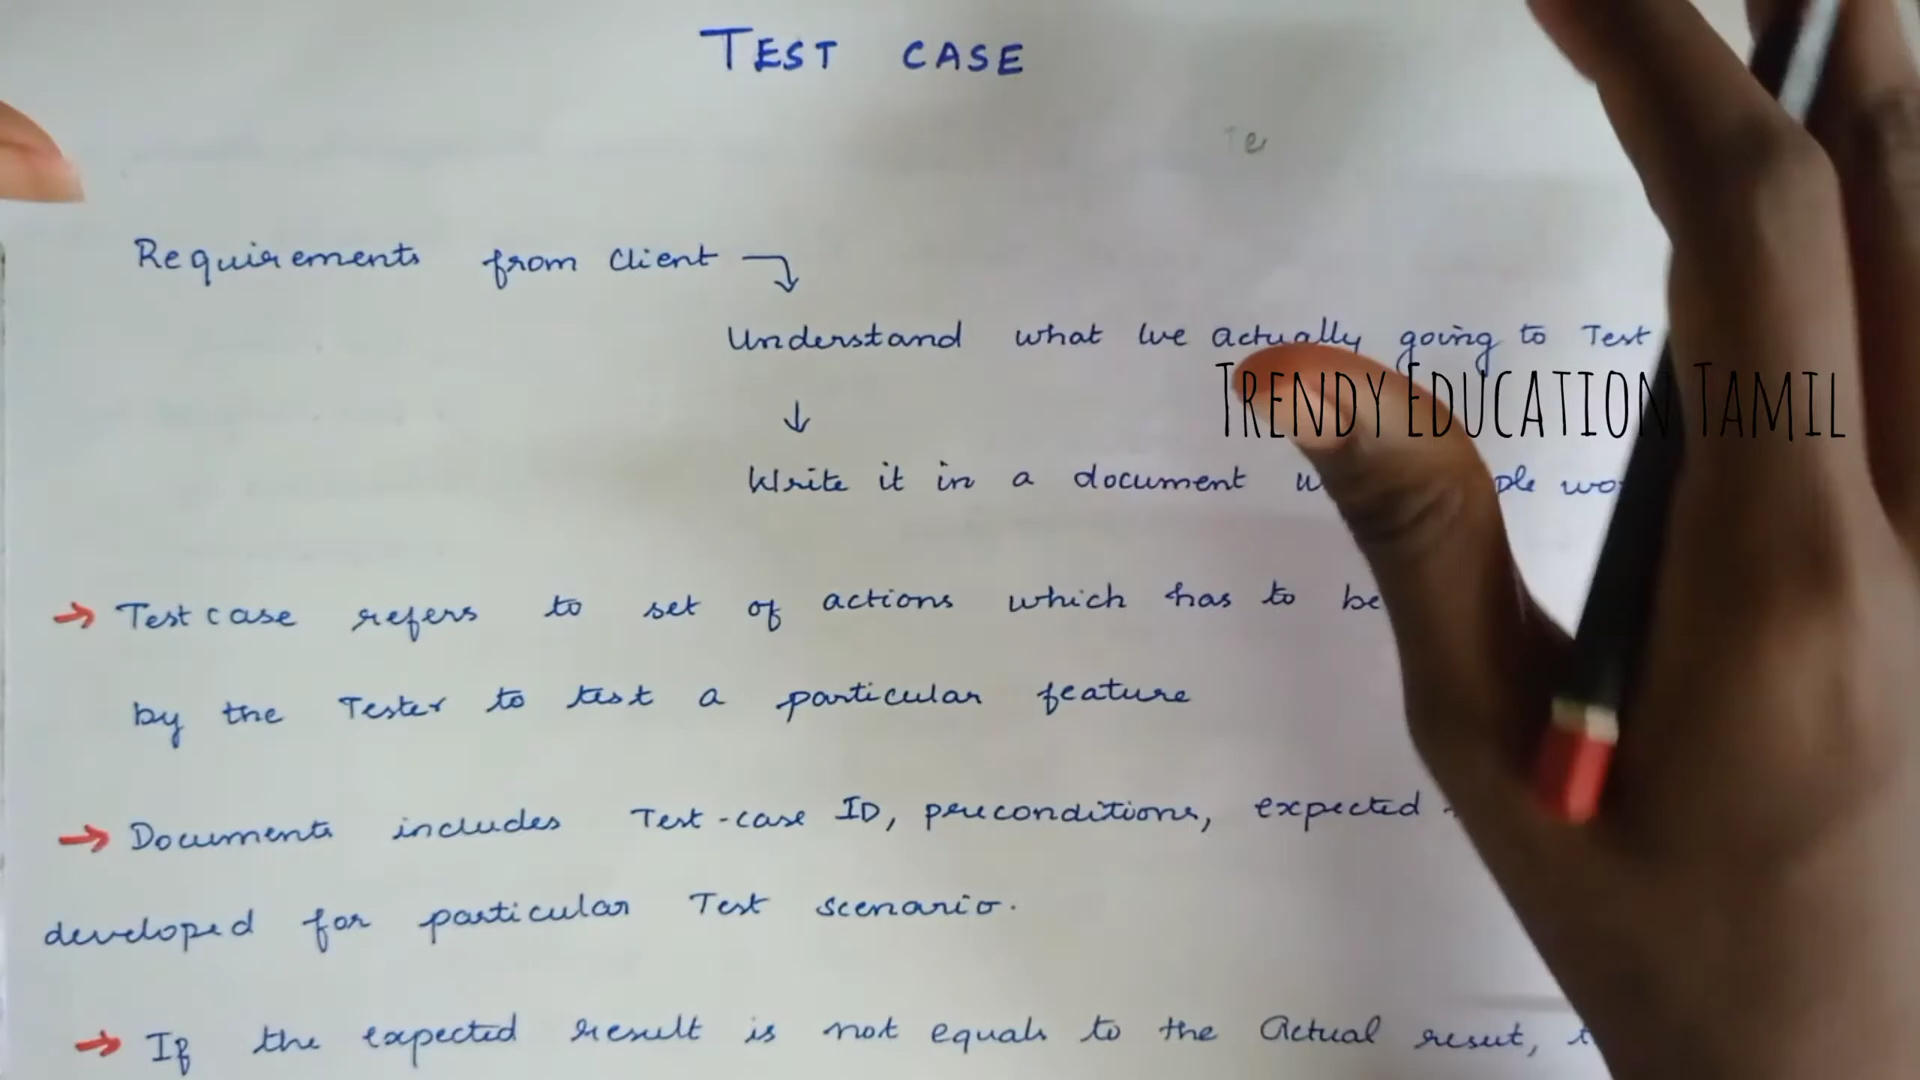 TEST CASE
Te
Requirements from client
Understand what we actually going to Test
TRENDY EDUCATION TAMIL
Write it in a document
→ Test case refers to set of actions which has to be
by the Tester to test a particular feature
→ Documents includes Test-case ID, preconditions, expected
developed for particular Test scenario.
→ If the expected result is not equals to the Actual resut,